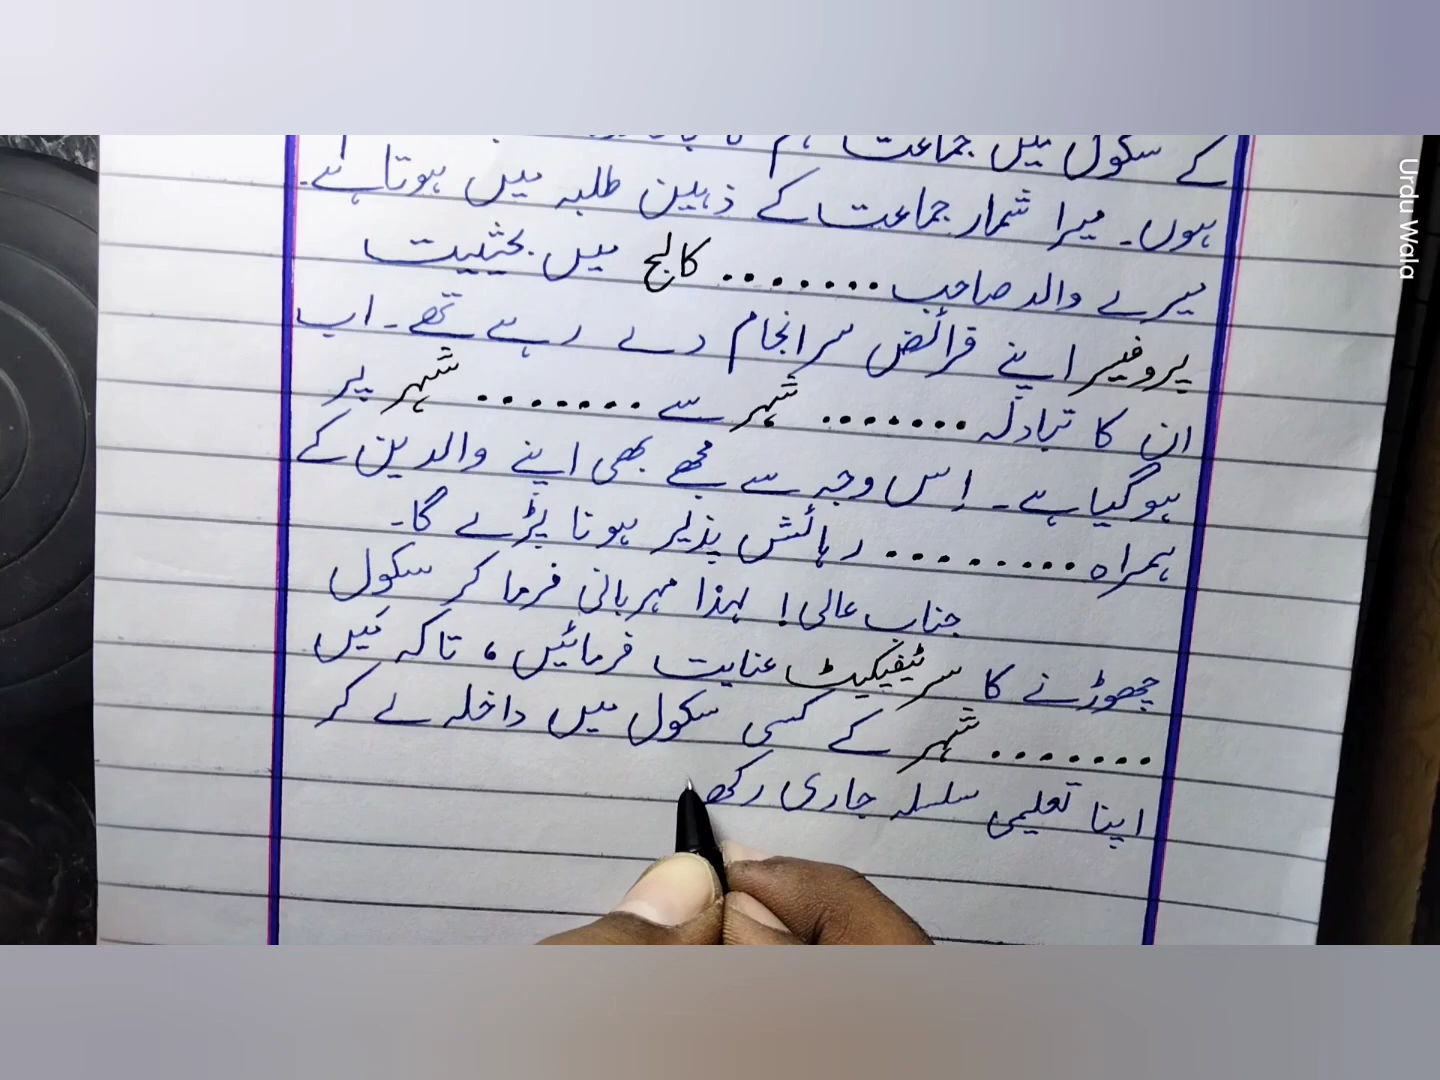 کے سکول میں جماعت
ہوں۔ میرا شمار جماعت کے ذہین طلبہ میں ہوتا ہے۔
میرے والد صاحب ........ کالج میں بحیثیت
پروفیسر اپنے فرائض سرانجام دے رہے تھے۔ اب
ان کا تبادلہ ....... شہر سے ....... شہر پر
ہوگیا ہے۔ اِس وجہ سے مجھے بھی اپنے والدین کے
ہمراہ ......... رہائش پذیر ہونا پڑے گا۔
جناب عالی! لہذا مہربانی فرما کر سکول
چھوڑنے کا سرٹیفیکیٹ عنایت فرمائیں، تاکہ میں
....... شہر کے کسی سکول میں داخلہ لے کر
اپنا تعلیمی سلسلہ جاری رکھ
Urdu Wala